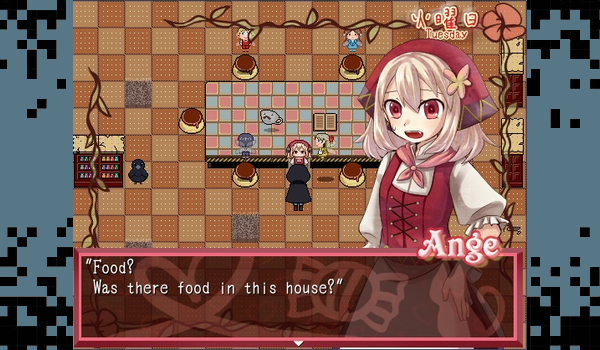 火曜日
Tuesday
Ange
"Food?
Was there food in this house?"